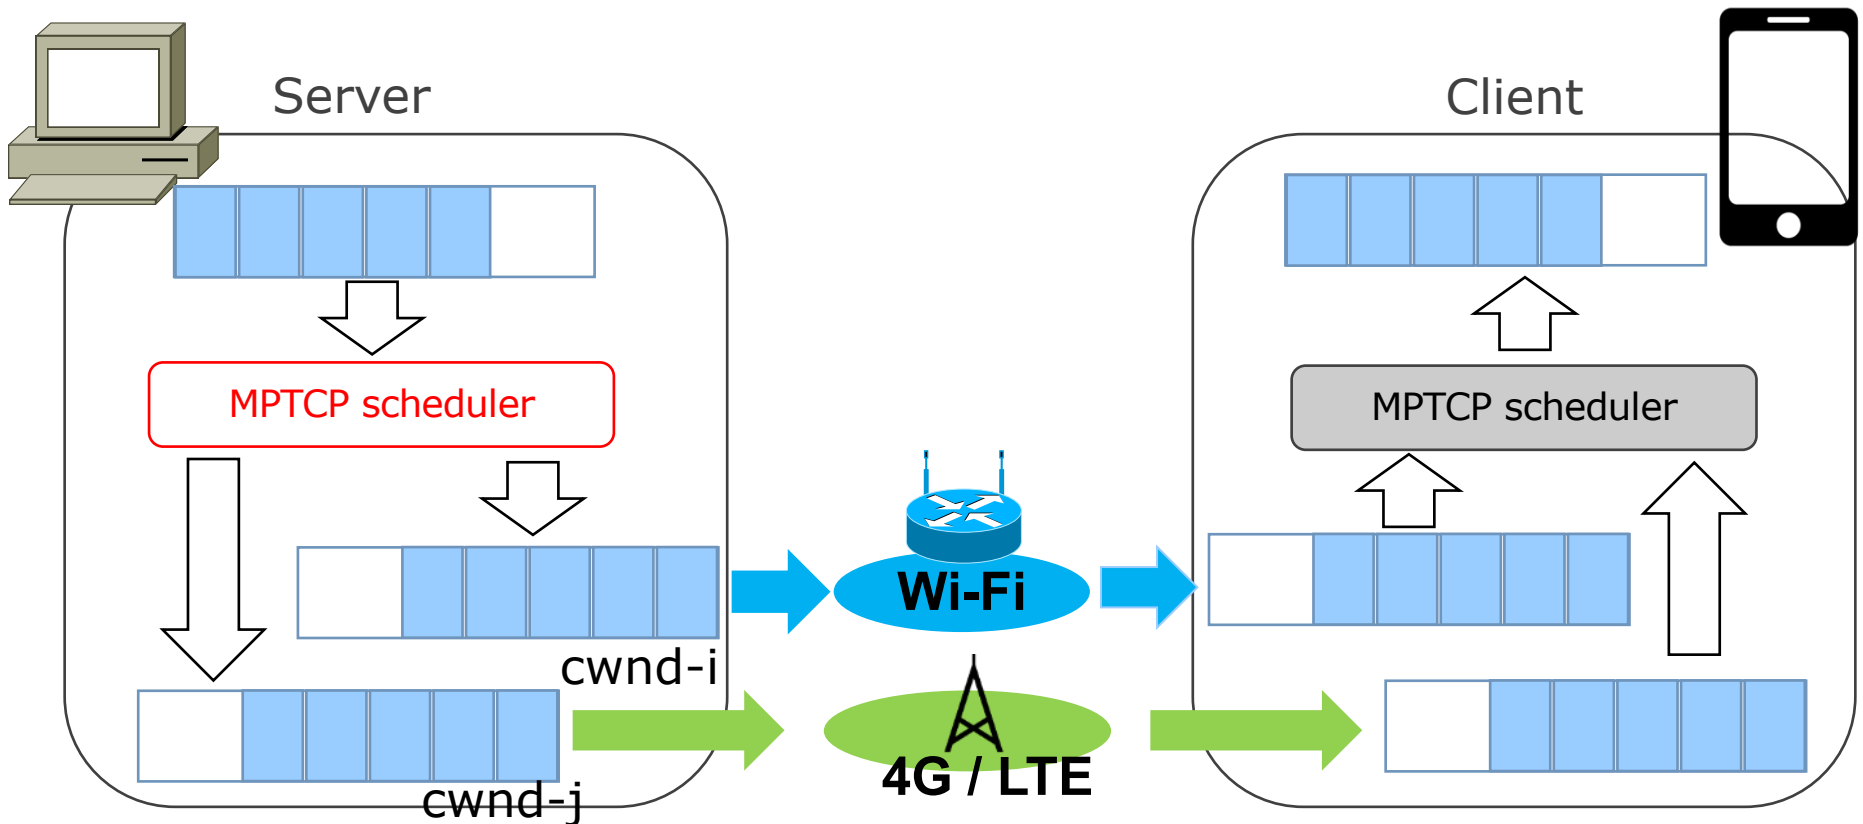 Server
Client
MPTCP scheduler
MPTCP scheduler
Wi-Fi
cwnd-i
4G / LTE
cwnd-j